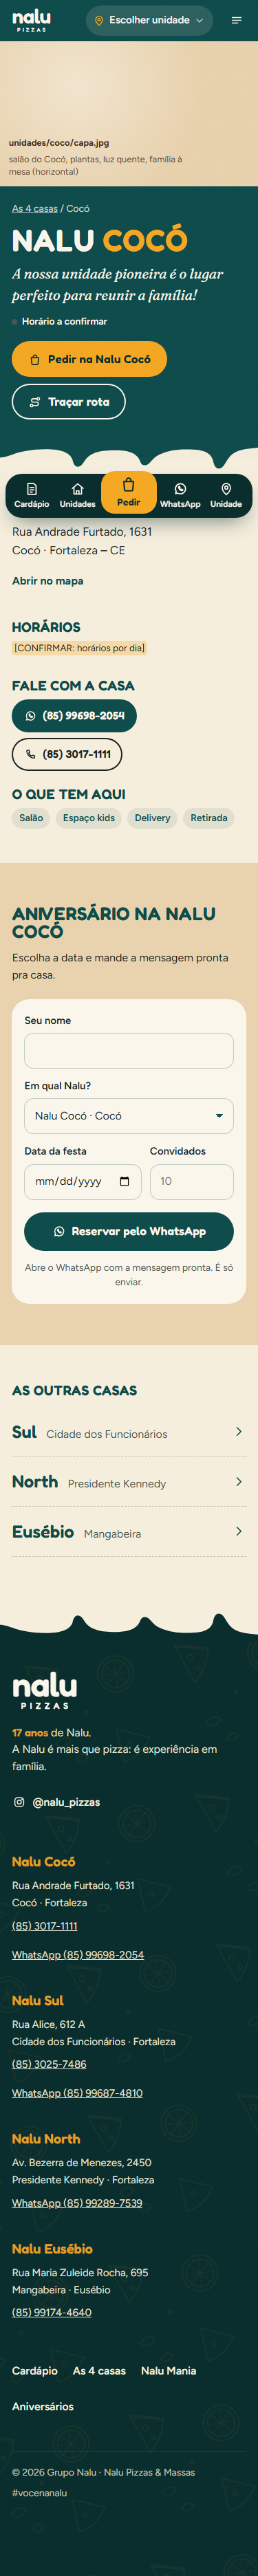 nalu
PIZZAS
Escolher unidade
unidades/coco/capa.jpg
salão do Cocó, plantas, luz quente, família à
mesa (horizontal)
As 4 casas / Cocó
NALU COCÓ
A nossa unidade pioneira é o lugar
perfeito para reunir a família!
Horário a confirmar
Pedir na Nalu Cocó
Traçar rota
Cardápio
Unidades
Pedir
WhatsApp
Unidade
Rua Andrade Furtado, 1631
Cocó · Fortaleza – CE
Abrir no mapa
HORÁRIOS
[CONFIRMAR: horários por dia]
FALE COM A CASA
(85) 99698-2054
(85) 3017-1111
O QUE TEM AQUI
Salão
Espaço kids
Delivery
Retirada
ANIVERSÁRIO NA NALU
COCÓ
Escolha a data e mande a mensagem pronta
pra casa.
Seu nome
Em qual Nalu?
Nalu Cocó · Cocó
Data da festa
Convidados
mm/dd/yyyy
10
Reservar pelo WhatsApp
Abre o WhatsApp com a mensagem pronta. É só
enviar.
AS OUTRAS CASAS
Sul Cidade dos Funcionários
North Presidente Kennedy
Eusébio Mangabeira
nalu
PIZZAS
17 anos de Nalu.
A Nalu é mais que pizza: é experiência em
família.
@nalu_pizzas
Nalu Cocó
Rua Andrade Furtado, 1631
Cocó · Fortaleza
(85) 3017-1111
WhatsApp (85) 99698-2054
Nalu Sul
Rua Alice, 612 A
Cidade dos Funcionários · Fortaleza
(85) 3025-7486
WhatsApp (85) 99687-4810
Nalu North
Av. Bezerra de Menezes, 2450
Presidente Kennedy · Fortaleza
WhatsApp (85) 99289-7539
Nalu Eusébio
Rua Maria Zuleide Rocha, 695
Mangabeira · Eusébio
(85) 99174-4640
Cardápio
As 4 casas
Nalu Mania
Aniversários
© 2026 Grupo Nalu · Nalu Pizzas & Massas
#vocenanalu